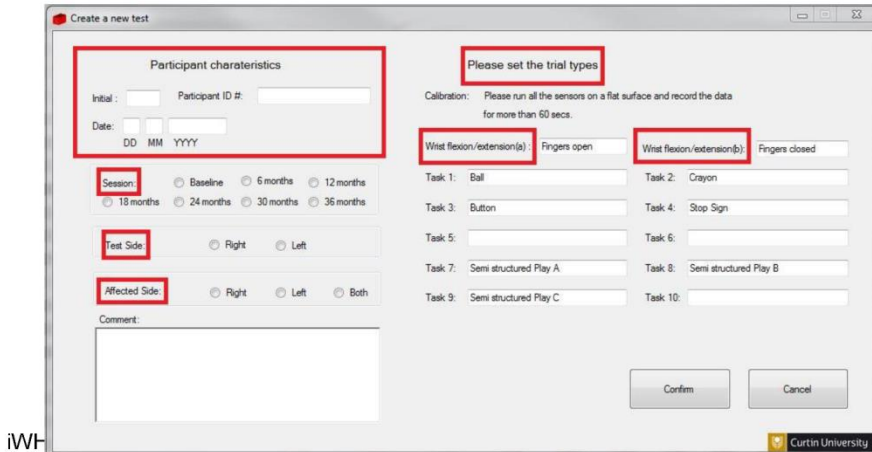 Create a new test
Participant charateristics
Initial :
Participant ID #:
Date:
DD MM YYYY
Session:
Baseline
6 months
12 months
18 months
24 months
30 months
36 months
Test Side:
Right
Left
Affected Side:
Right
Left
Both
Comment:
Please set the trial types
Calibration: Please run all the sensors on a flat surface and record the data
for more than 60 secs.
Wrist flexion/extension(a) : Fingers open
Wrist flexion/extension(b): Fingers closed
Task 1: Ball
Task 2: Crayon
Task 3: Button
Task 4: Stop Sign
Task 5:
Task 6:
Task 7: Semi structured Play A
Task 8: Semi structured Play B
Task 9: Semi structured Play C
Task 10:
Confirm
Cancel
Curtin University
iWH